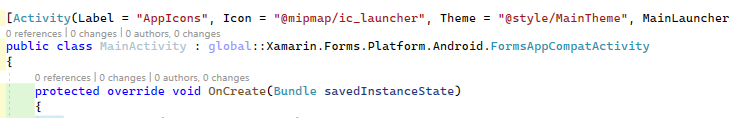 [Activity(Label = "AppIcons", Icon = "@mipmap/ic_launcher", Theme = "@style/MainTheme", MainLauncher
0 references | 0 changes | 0 authors, 0 changes
public class MainActivity : global::Xamarin.Forms.Platform.Android.FormsAppCompatActivity
{
0 references | 0 changes | 0 authors, 0 changes
protected override void OnCreate(Bundle savedInstanceState)
{